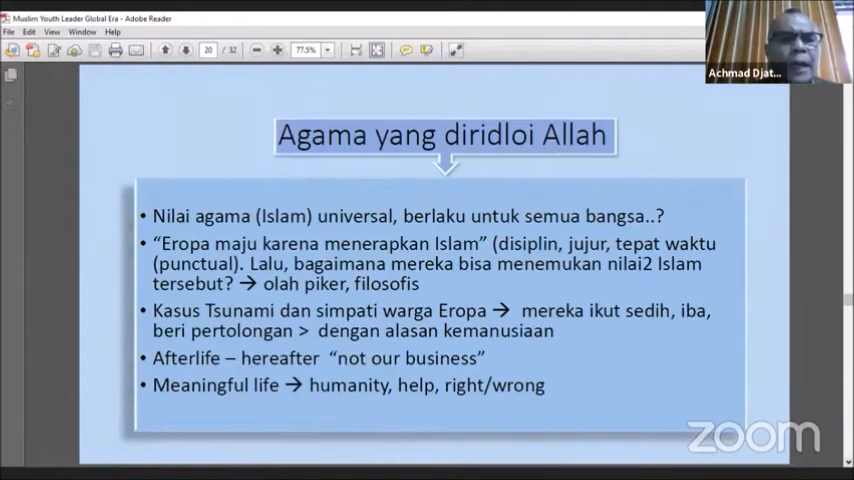 Muslim Youth Leader Global Era - Adobe Reader
File Edit View Window Help
20 / 32 77.5%
Achmad Djat...
Agama yang diridloi Allah
• Nilai agama (Islam) universal, berlaku untuk semua bangsa..?
• “Eropa maju karena menerapkan Islam” (disiplin, jujur, tepat waktu
(punctual). Lalu, bagaimana mereka bisa menemukan nilai2 Islam
tersebut? → olah piker, filosofis
• Kasus Tsunami dan simpati warga Eropa → mereka ikut sedih, iba,
beri pertolongan > dengan alasan kemanusiaan
• Afterlife – hereafter “not our business”
• Meaningful life → humanity, help, right/wrong
zoom